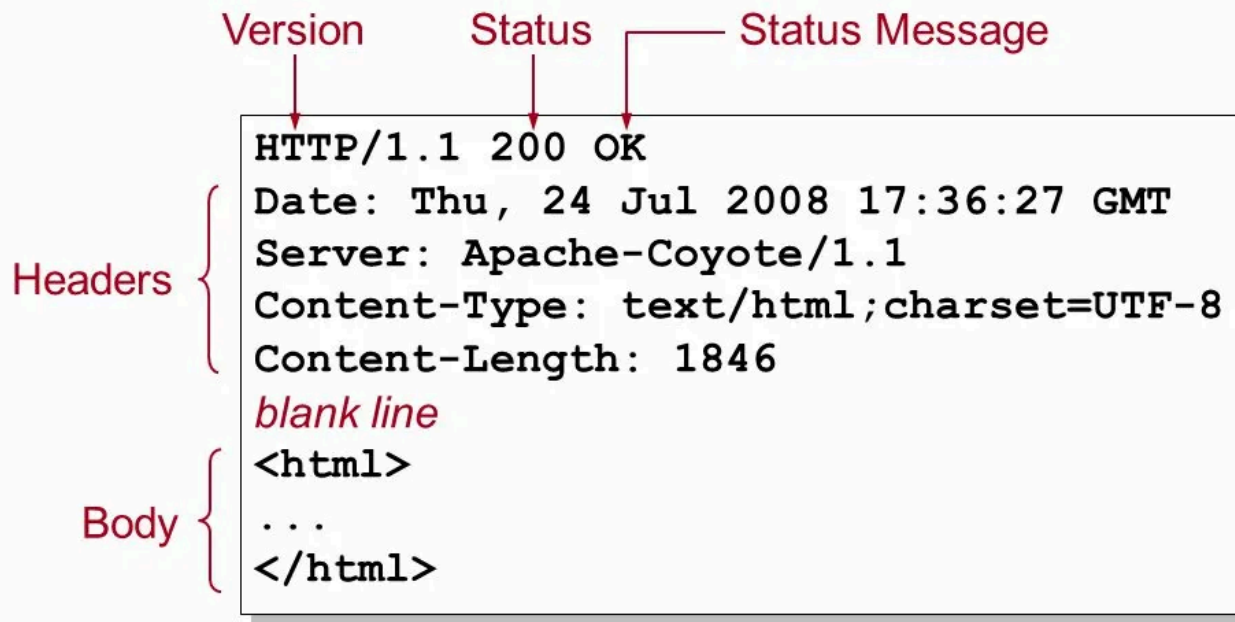 Version Status Status Message
HTTP/1.1 200 OK
Date: Thu, 24 Jul 2008 17:36:27 GMT
Server: Apache-Coyote/1.1
Headers
Content-Type: text/html;charset=UTF-8
Content-Length: 1846
blank line
<html>
Body
...
</html>